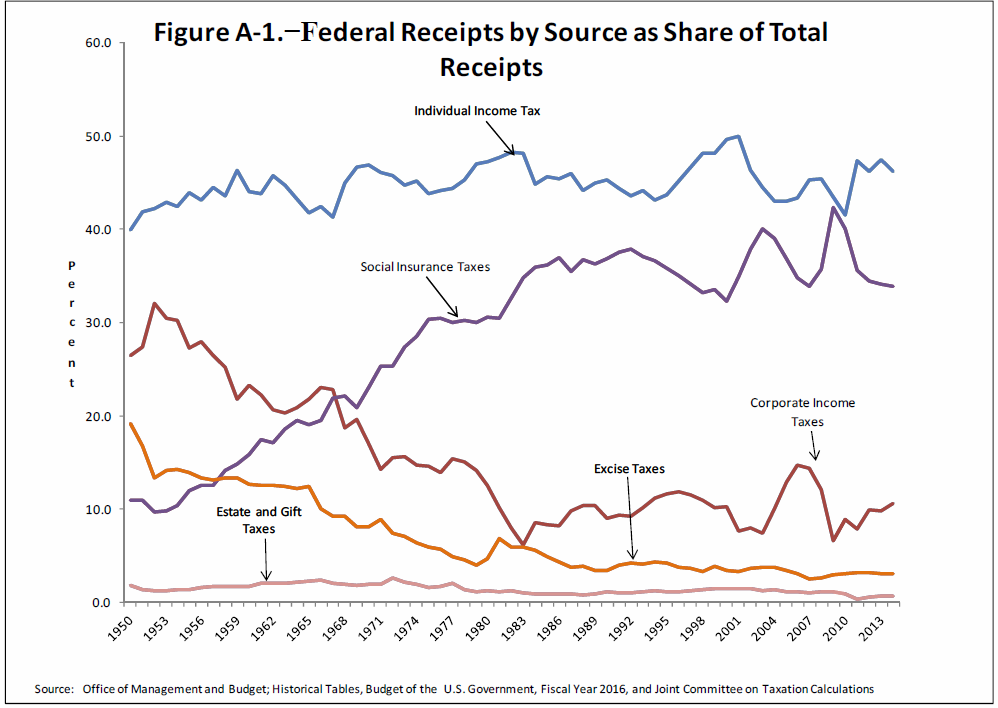 Figure A-1.—Federal Receipts by Source as Share of Total
Receipts
60.0
50.0
40.0
30.0
20.0
10.0
0.0
P
e
r
c
e
n
t
Individual Income Tax
Social Insurance Taxes
Corporate Income
Taxes
Excise Taxes
Estate and Gift
Taxes
1950
1953
1956
1959
1962
1965
1968
1971
1974
1977
1980
1983
1986
1989
1992
1995
1998
2001
2004
2007
2010
2013
Source: Office of Management and Budget; Historical Tables, Budget of the U.S. Government, Fiscal Year 2016, and Joint Committee on Taxation Calculations